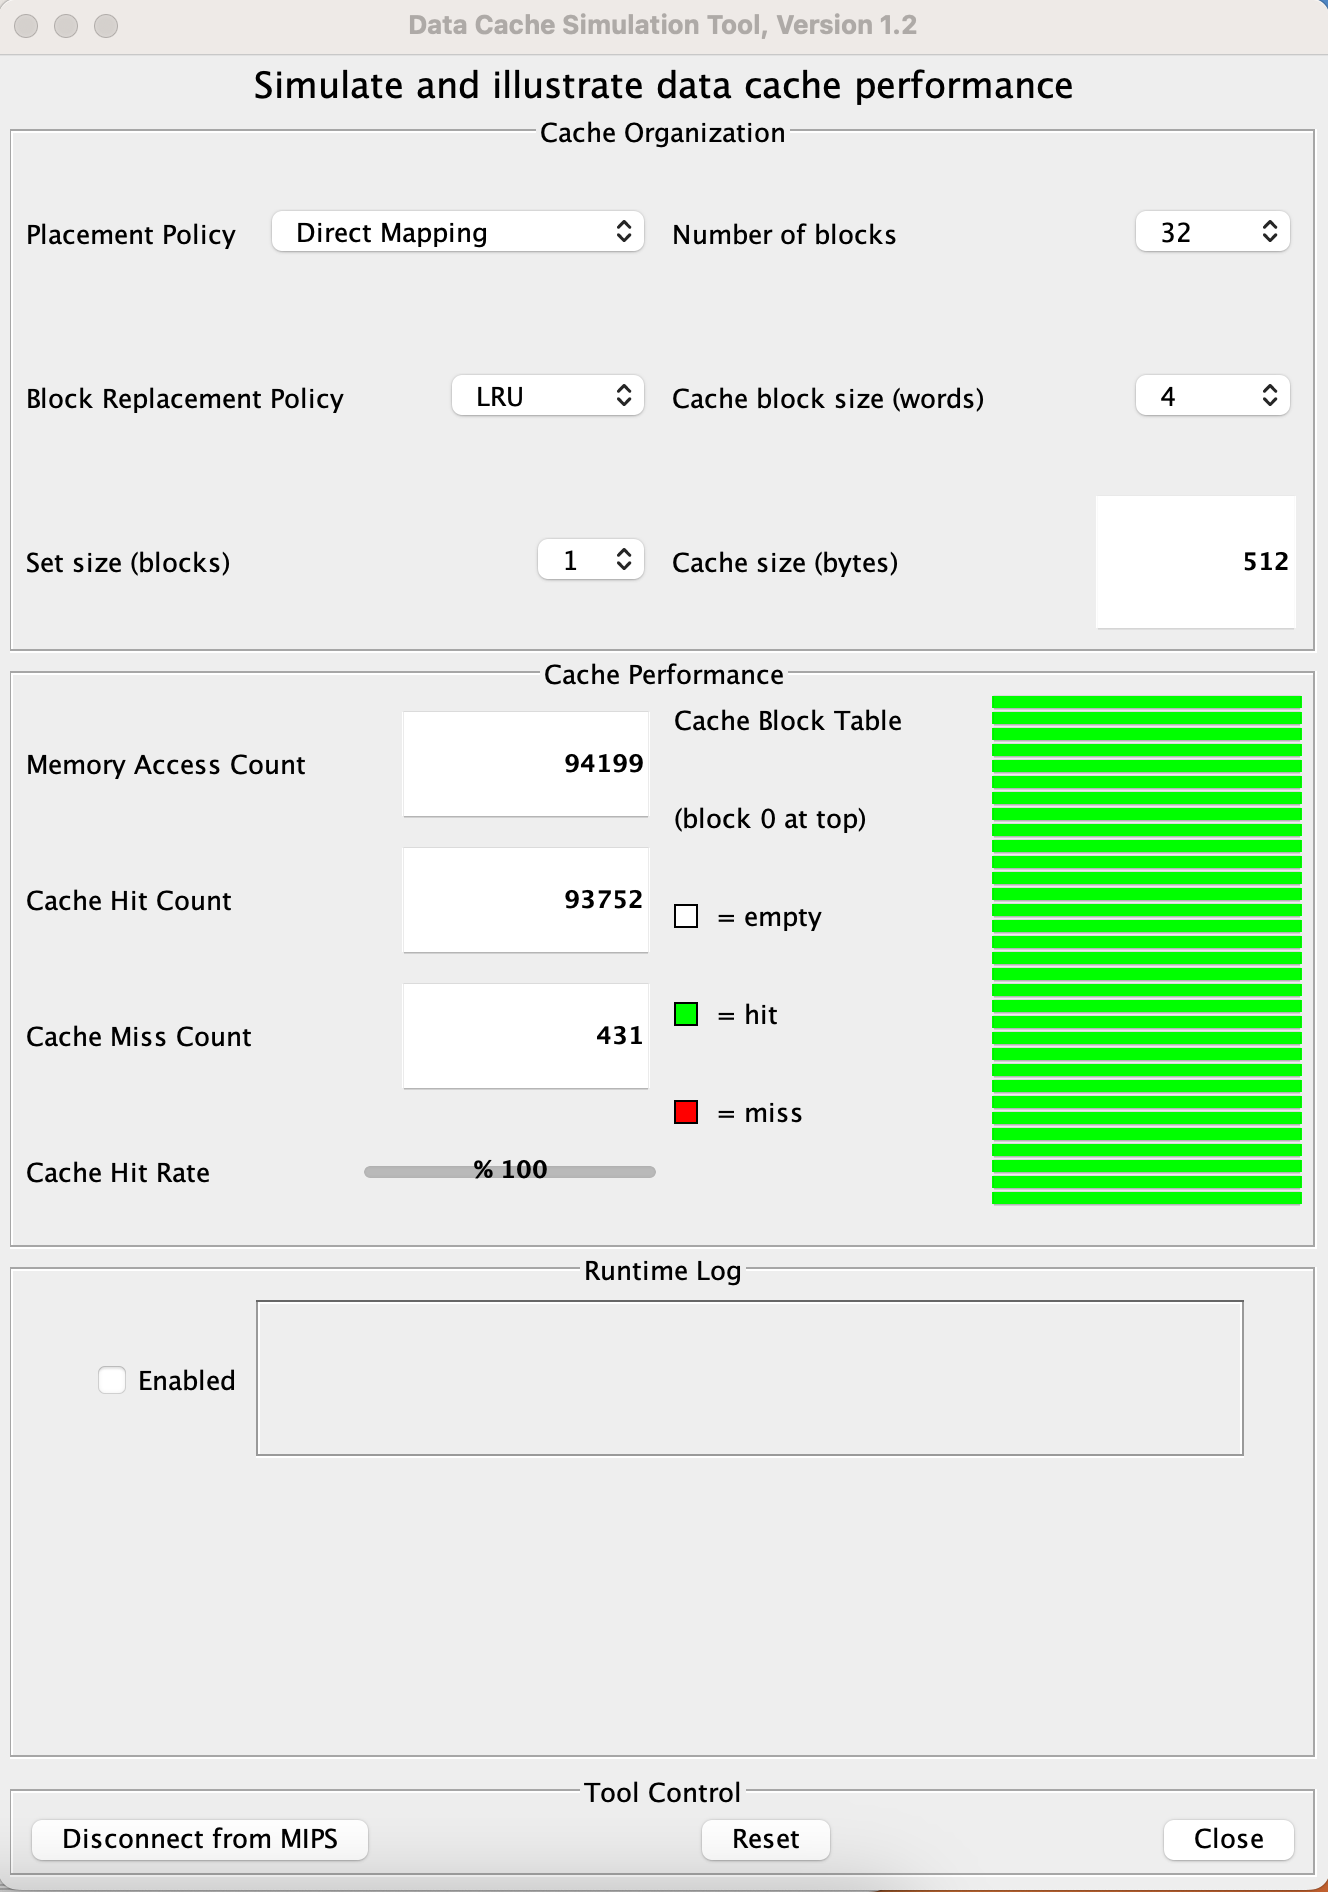 Data Cache Simulation Tool, Version 1.2
Simulate and illustrate data cache performance
Cache Organization
Placement Policy Direct Mapping Number of blocks 32
Block Replacement Policy LRU Cache block size (words) 4
Set size (blocks) 1 Cache size (bytes) 512
Cache Performance
Memory Access Count 94199
Cache Hit Count 93752
Cache Miss Count 431
Cache Hit Rate % 100
Cache Block Table
(block 0 at top)
= empty
= hit
= miss
Runtime Log
Enabled
Tool Control
Disconnect from MIPS Reset Close